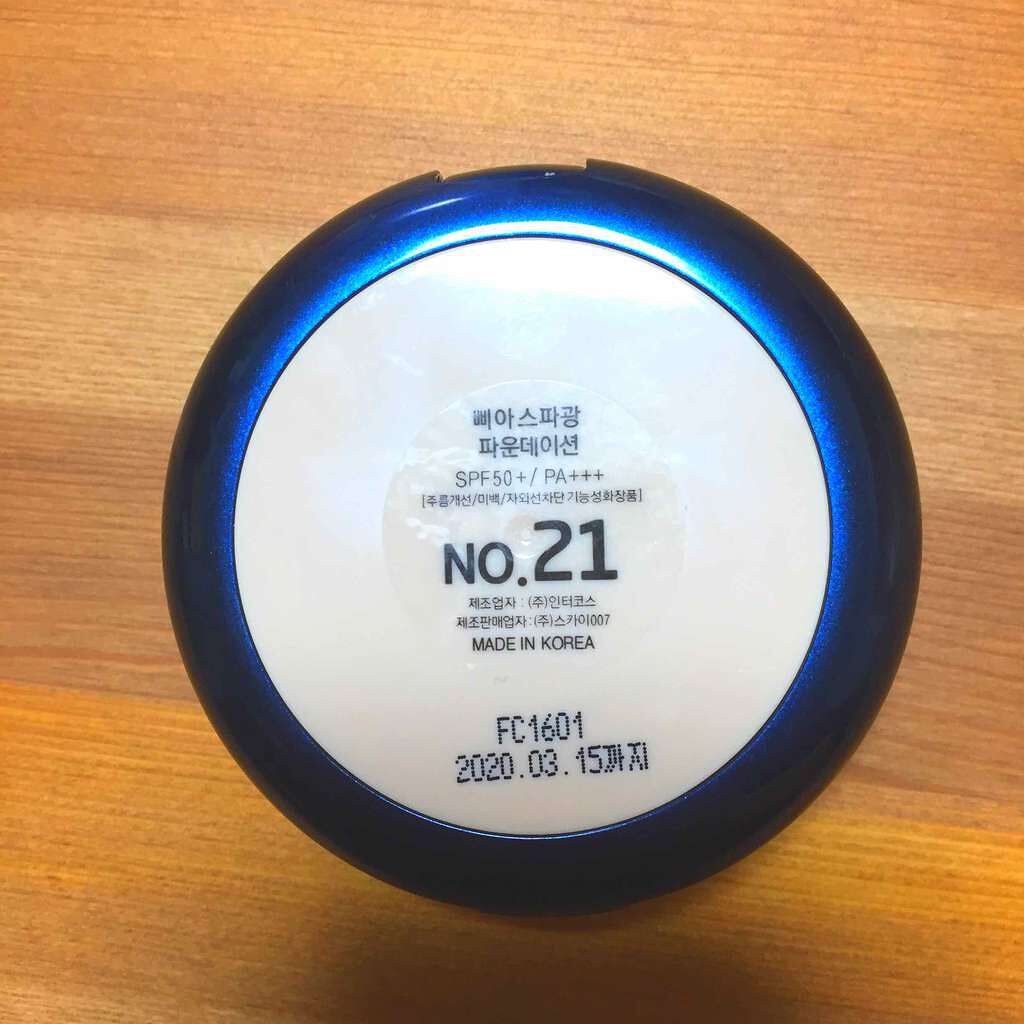 삐아 스파광
파운데이션
SPF50+/ PA+++
[주름개선/미백/자외선차단 기능성화장품]
NO.21
제조업자 : (주)인터코스
제조판매업자 : (주)스카이007
MADE IN KOREA
FC1601
2020.03.15까지